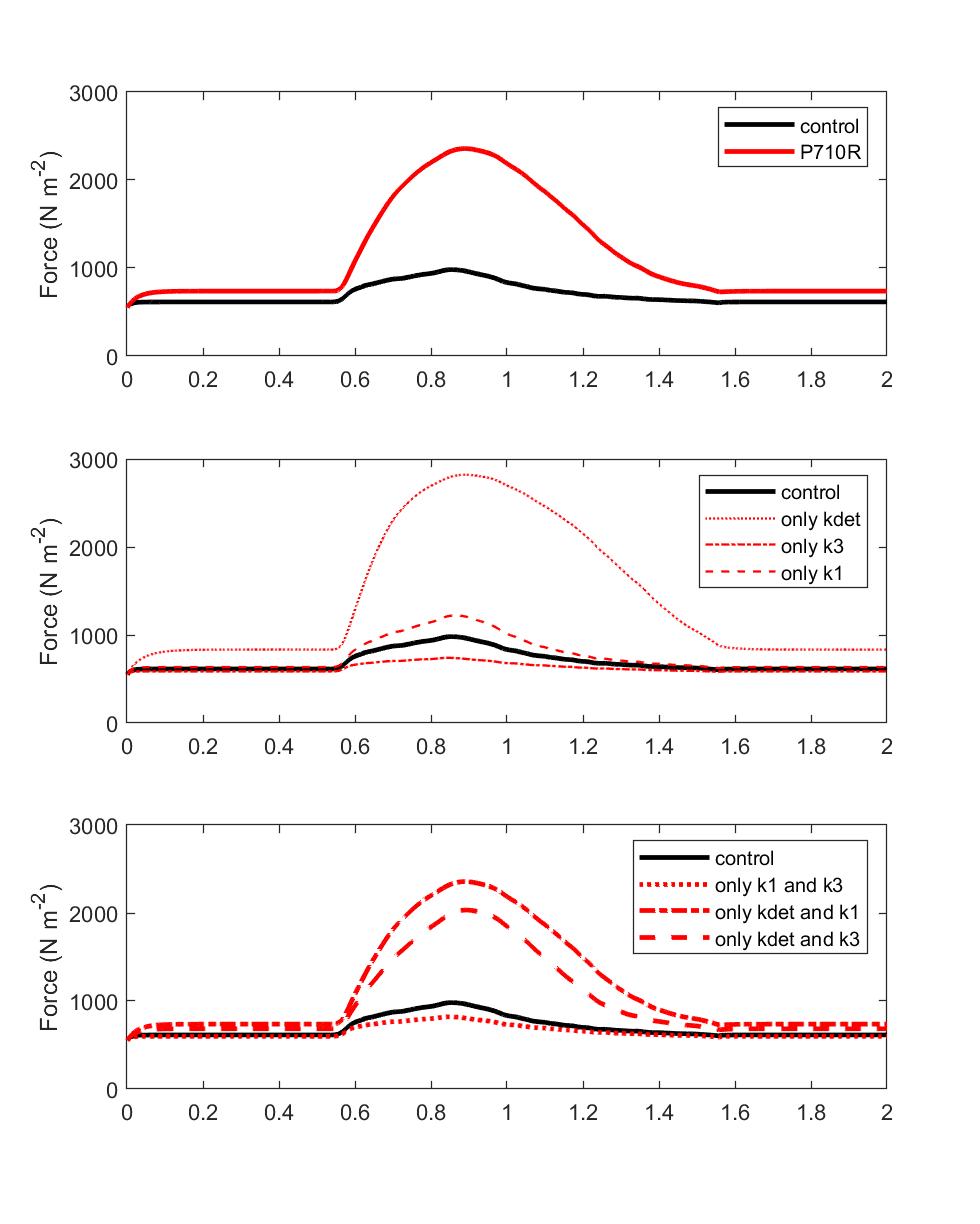 3000
2000
1000
0
Force (N m-2)
control
P710R
0 0.2 0.4 0.6 0.8 1 1.2 1.4 1.6 1.8 2
3000
2000
1000
0
Force (N m-2)
control
only kdet
only k3
only k1
0 0.2 0.4 0.6 0.8 1 1.2 1.4 1.6 1.8 2
3000
2000
1000
0
Force (N m-2)
control
only k1 and k3
only kdet and k1
only kdet and k3
0 0.2 0.4 0.6 0.8 1 1.2 1.4 1.6 1.8 2